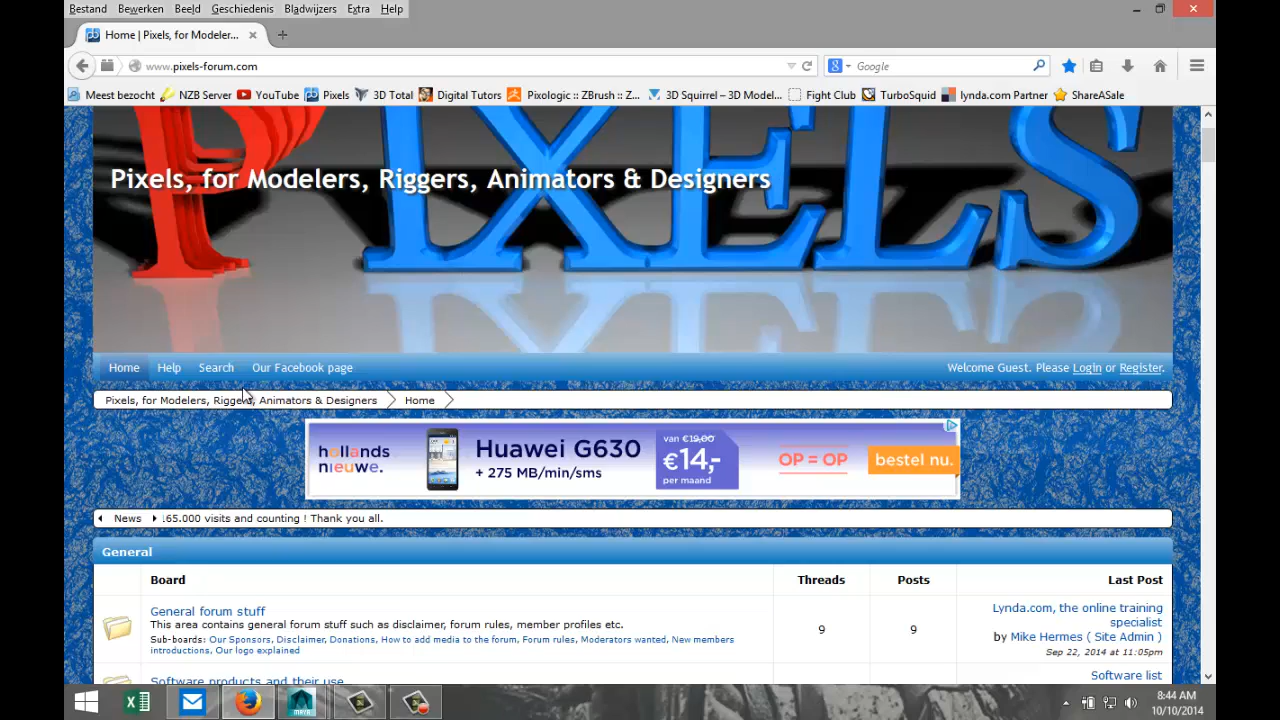 Bestand Bewerken Beeld Geschiedenis Bladwijzers Extra Help
Home | Pixels, for Modeler...
www.pixels-forum.com
Google
Meest bezocht NZB Server YouTube Pixels 3D Total Digital Tutors Pixologic :: ZBrush :: Z... 3D Squirrel – 3D Model... Fight Club TurboSquid lynda.com Partner ShareASale
PIXELS
Pixels, for Modelers, Riggers, Animators & Designers
Home Help Search Our Facebook page Welcome Guest. Please Login or Register.
Pixels, for Modelers, Riggers, Animators & Designers Home
hollands nieuwe.
Huawei G630
+ 275 MB/min/sms
van €19,00
€14,-
per maand
OP = OP
bestel nu.
News 165.000 visits and counting ! Thank you all.
General
Board Threads Posts Last Post
General forum stuff
This area contains general forum stuff such as disclaimer, forum rules, member profiles etc.
Sub-boards: Our Sponsors, Disclaimer, Donations, How to add media to the forum, Forum rules, Moderators wanted, New members
introductions, Our logo explained
9 9
Lynda.com, the online training
specialist
by Mike Hermes ( Site Admin )
Sep 22, 2014 at 11:05pm
Software products and their use
Software list
MAYA
8:44 AM
10/10/2014